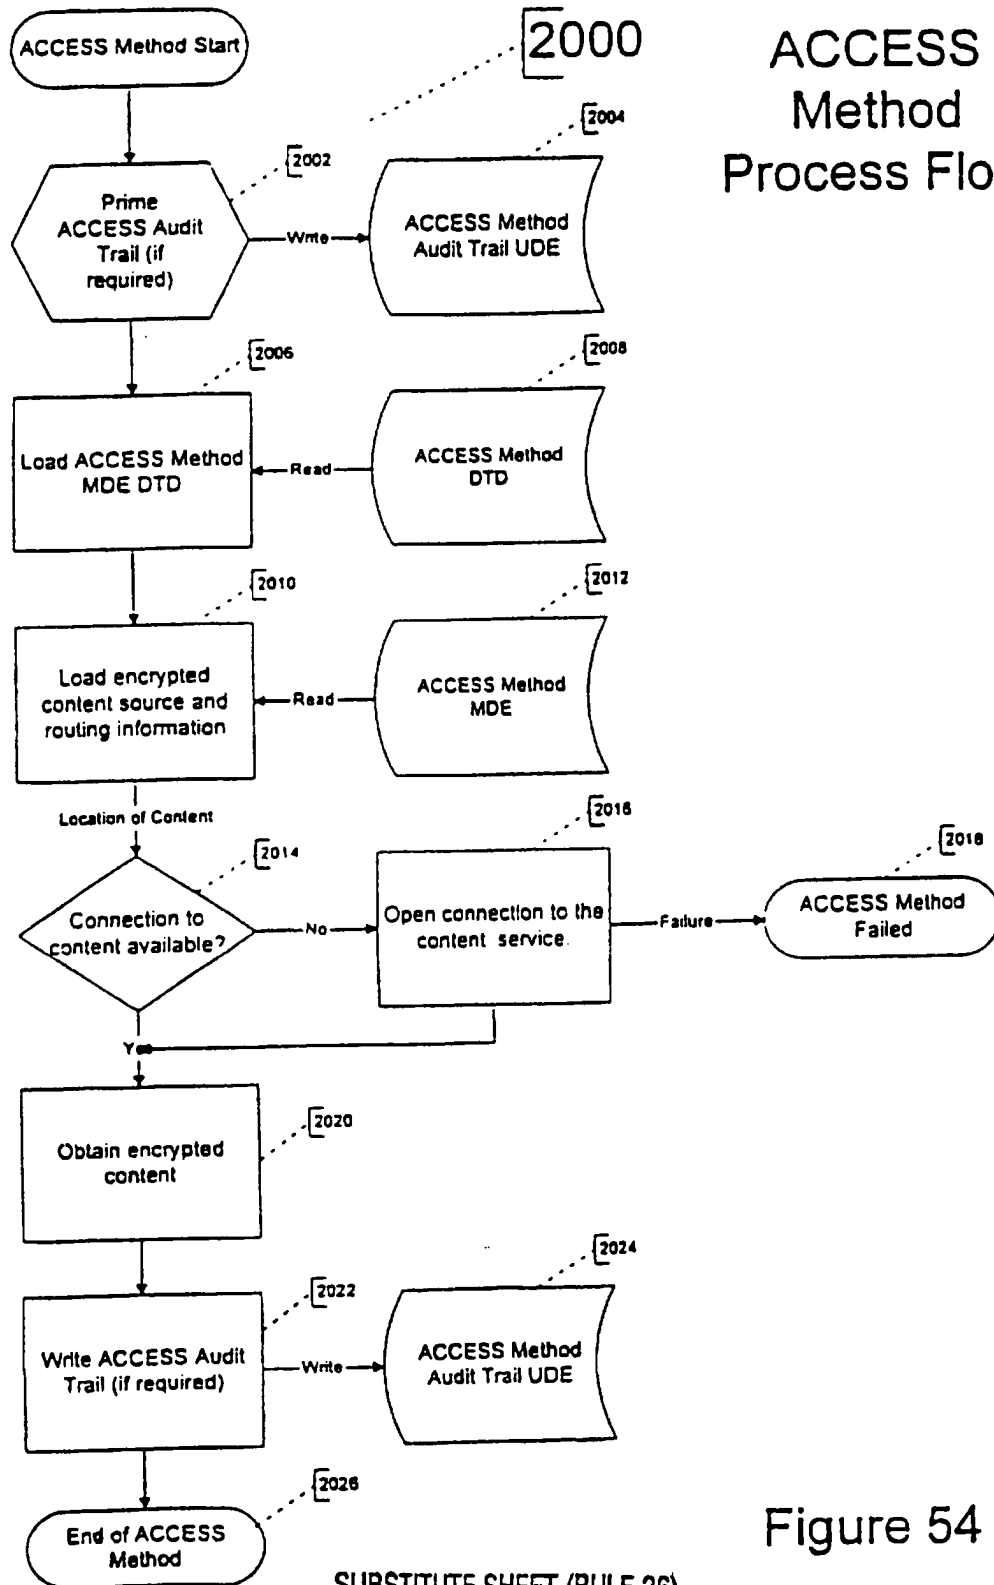 ACCESS Method Start
2000
ACCESS
Method
Process Flo
2002
2004
Prime
ACCESS Audit
Trail (if
required)
Write
ACCESS Method
Audit Trail UDE
2006
2008
Load ACCESS Method
MDE DTD
Read
ACCESS Method
DTD
2010
2012
Load encrypted
content source and
routing information
Read
ACCESS Method
MDE
Location of Content
2014
2016
2018
Connection to
content available?
No
Open connection to the
content service.
Failure
ACCESS Method
Failed
Y
2020
Obtain encrypted
content
2022
2024
Write ACCESS Audit
Trail (if required)
Write
ACCESS Method
Audit Trail UDE
2026
End of ACCESS
Method
Figure 54
SUBSTITUTE SHEET (RULE 26)